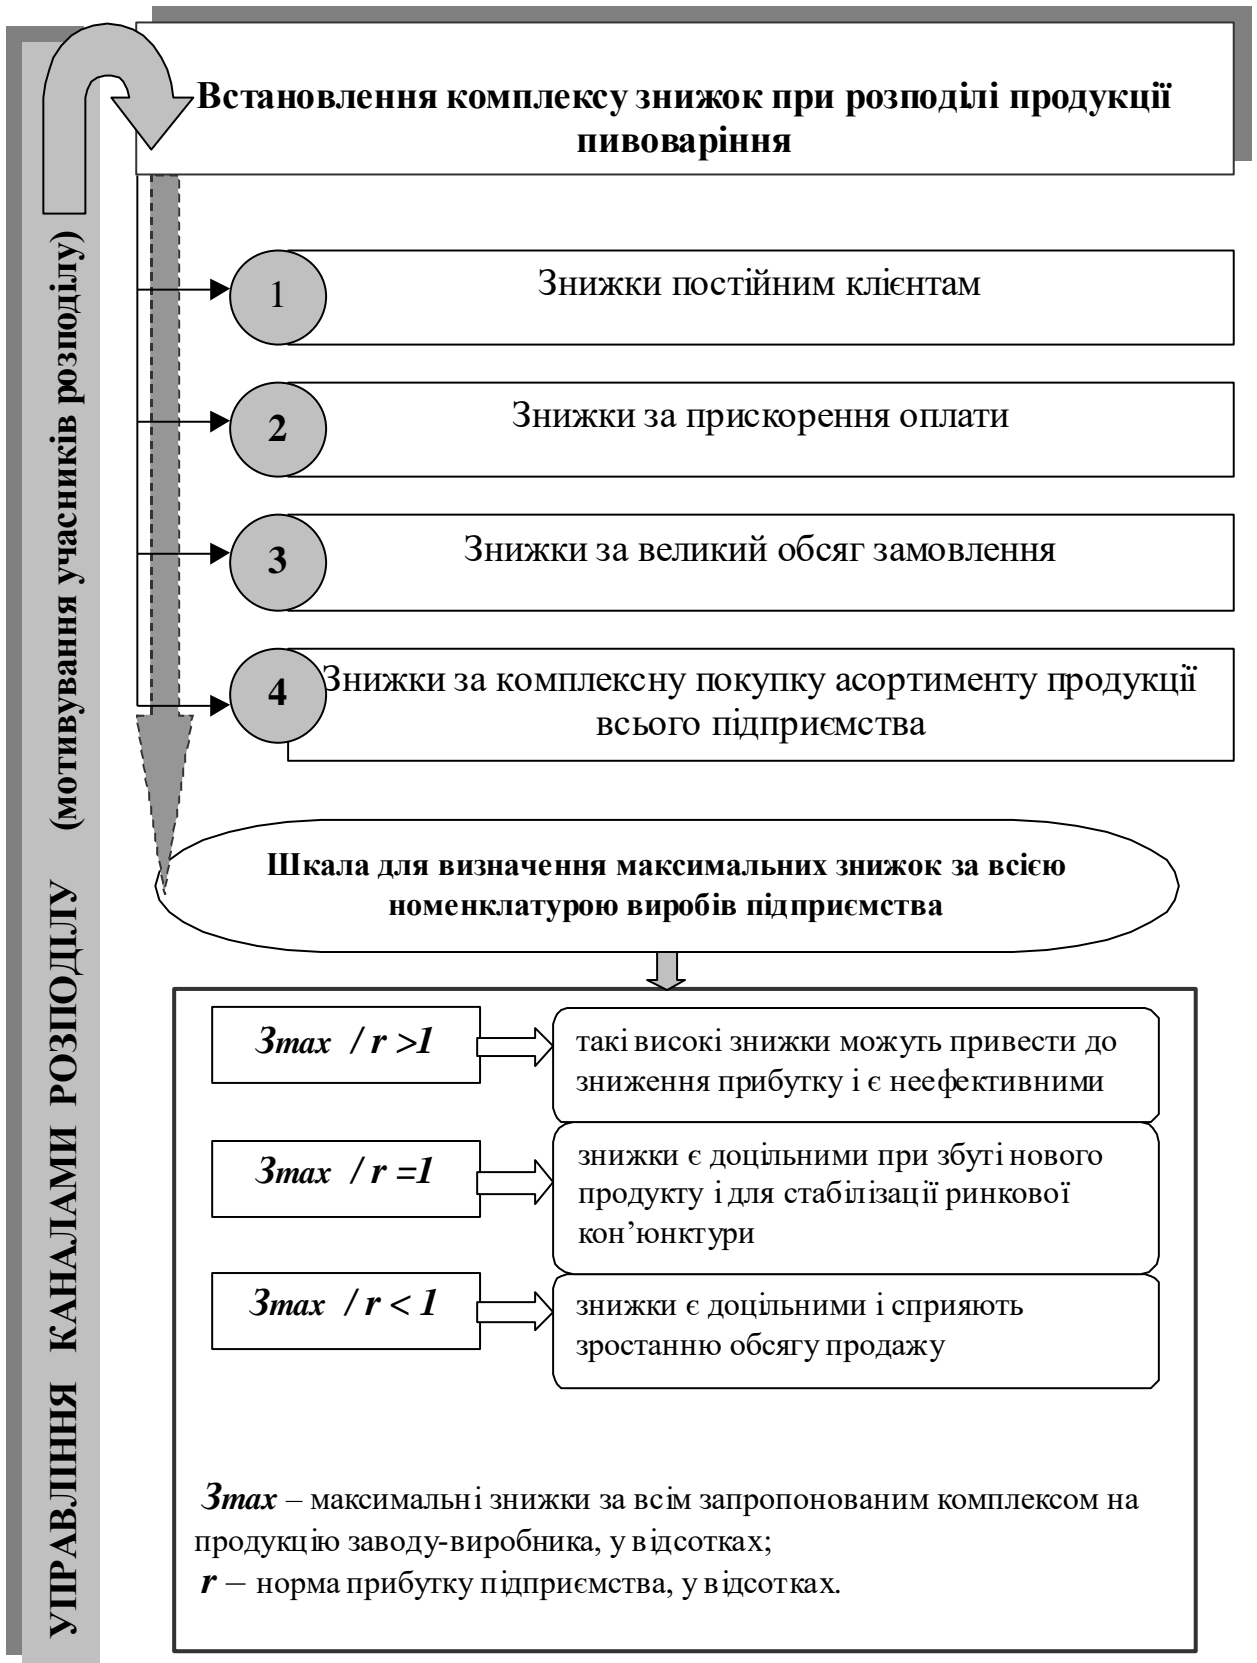 УПРАВЛІННЯ КАНАЛАМИ РОЗПОДІЛУ (мотивування учасників розподілу)
Встановлення комплексу знижок при розподілі продукції
пивоваріння
1
Знижки постійним клієнтам
2
Знижки за прискорення оплати
3
Знижки за великий обсяг замовлення
4
Знижки за комплексну покупку асортименту продукції
всього підприємства
Шкала для визначення максимальних знижок за всією
номенклатурою виробів підприємства
Зmax / r >1
такі високі знижки можуть привести до
зниження прибутку і є неефективними
Зmax / r =1
знижки є доцільними при збуті нового
продукту і для стабілізації ринкової
кон’юнктури
Зmax / r < 1
знижки є доцільними і сприяють
зростанню обсягу продажу
Зmax – максимальні знижки за всім запропонованим комплексом на
продукцію заводу-виробника, у відсотках;
r – норма прибутку підприємства, у відсотках.